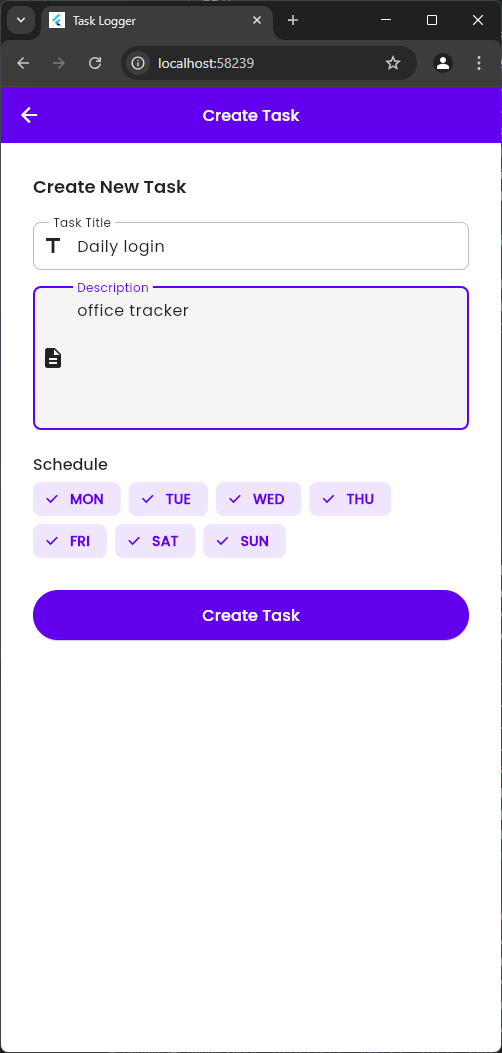 Task Logger
localhost:58239
Create Task
Create New Task
Task Title
Daily login
Description
office tracker
Schedule
MON TUE WED THU
FRI SAT SUN
Create Task